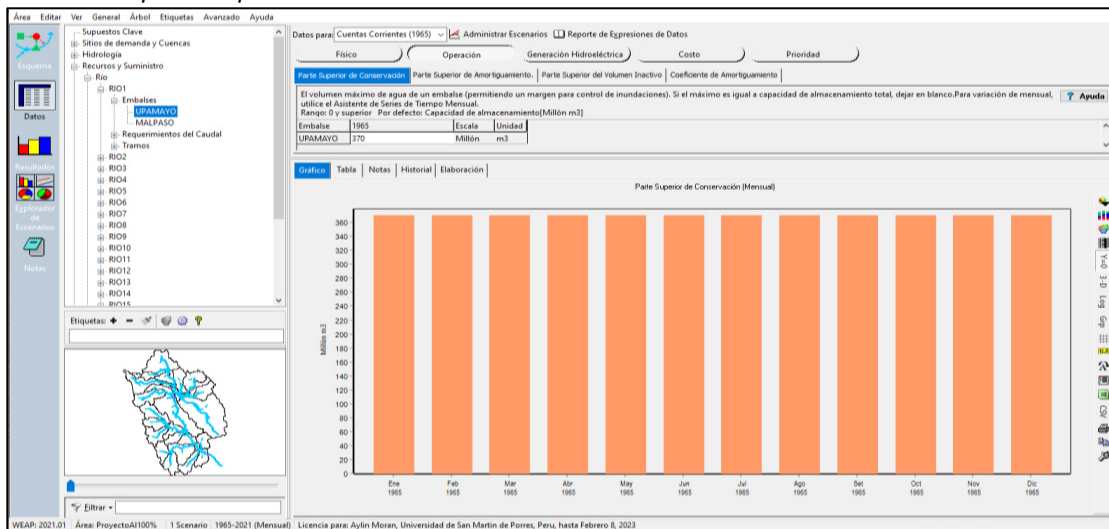 Área Editar Ver General Árbol Etiquetas Avanzado Ayuda
Esquema
Datos
Resultados
Explorador de Escenarios
Notas
Supuestos Clave
Sitios de demanda y Cuencas
Hidrología
Recursos y Suministro
Río
RIO1
Embalses
UPAMAYO
MALPASO
Requerimientos del Caudal
Tramos
RIO2
RIO3
RIO4
RIO5
RIO6
RIO7
RIO8
RIO9
RIO10
RIO11
RIO12
RIO13
RIO14
RIO15
Etiquetas:
Filtrar
Datos para: Cuentas Corrientes (1965) Administrar Escenarios Reporte de Expresiones de Datos
Físico Operación Generación Hidroeléctrica Costo Prioridad
Parte Superior de Conservación Parte Superior de Amortiguamiento. Parte Superior del Volumen Inactivo Coeficiente de Amortiguamiento
El volumen máximo de agua de un embalse (permitiendo un margen para control de inundaciones). Si el máximo es igual a capacidad de almacenamiento total, dejar en blanco.Para variación de mensual,
utilice el Asistente de Series de Tiempo Mensual.
Rango: 0 y superior Por defecto: Capacidad de almacenamiento[Millón m3]
? Ayuda
Embalse 1965 Escala Unidad
UPAMAYO 370 Millón m3
Gráfico Tabla Notas Historial Elaboración
Parte Superior de Conservación (Mensual)
Millón m3
360
340
320
300
280
260
240
220
200
180
160
140
120
100
80
60
40
20
0
Ene 1965 Feb 1965 Mar 1965 Abr 1965 May 1965 Jun 1965 Jul 1965 Ago 1965 Set 1965 Oct 1965 Nov 1965 Dic 1965
Y=0
3-D
Log
Grp
WEAP: 2021.01 Área: ProyectoAI100% 1 Scenario 1965-2021 (Mensual) Licencia para: Aylin Moran, Universidad de San Martin de Porres, Peru, hasta Febrero 8, 2023